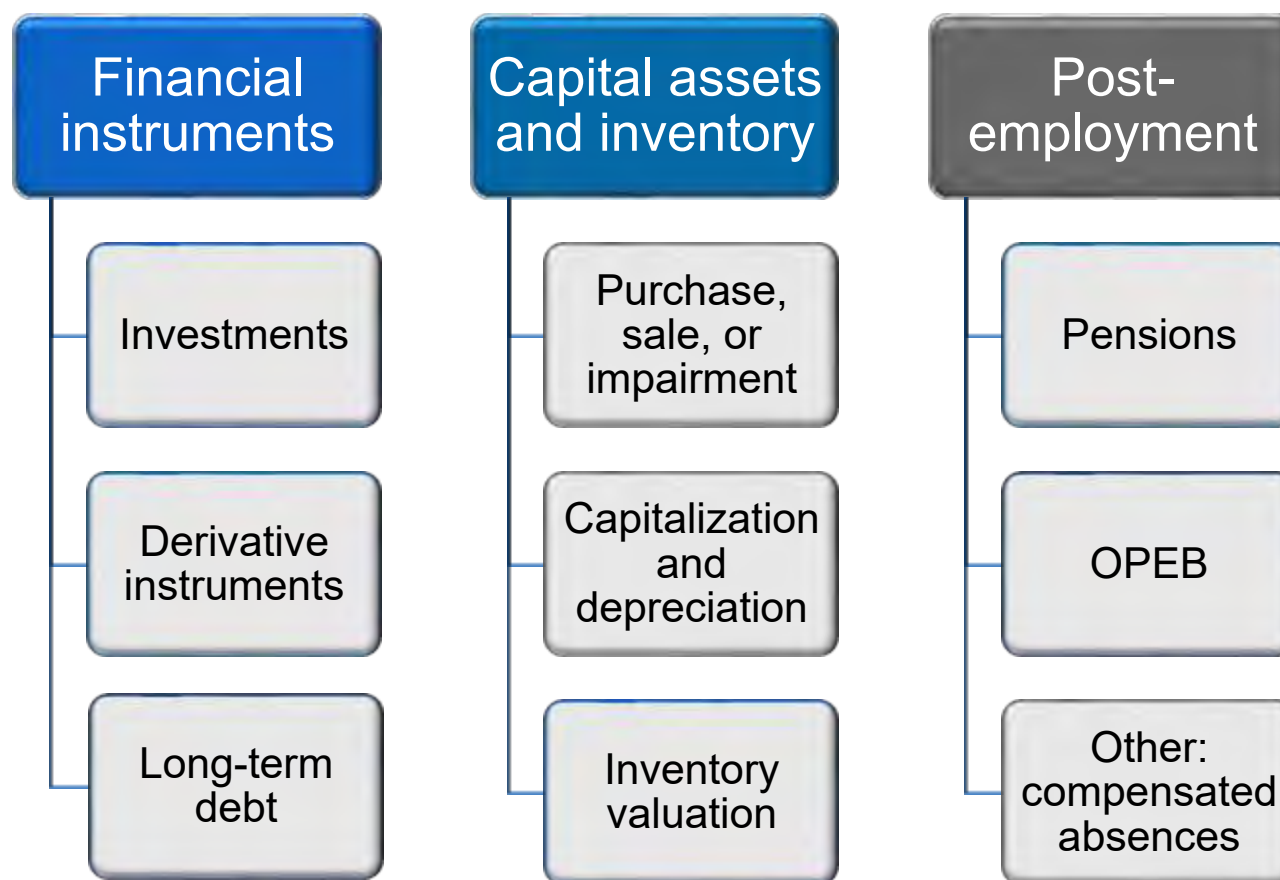 Financial
instruments
Investments
Derivative
instruments
Long-term
debt
Capital assets
and inventory
Purchase,
sale, or
impairment
Capitalization
and
depreciation
Inventory
valuation
Post-
employment
Pensions
OPEB
Other:
compensated
absences